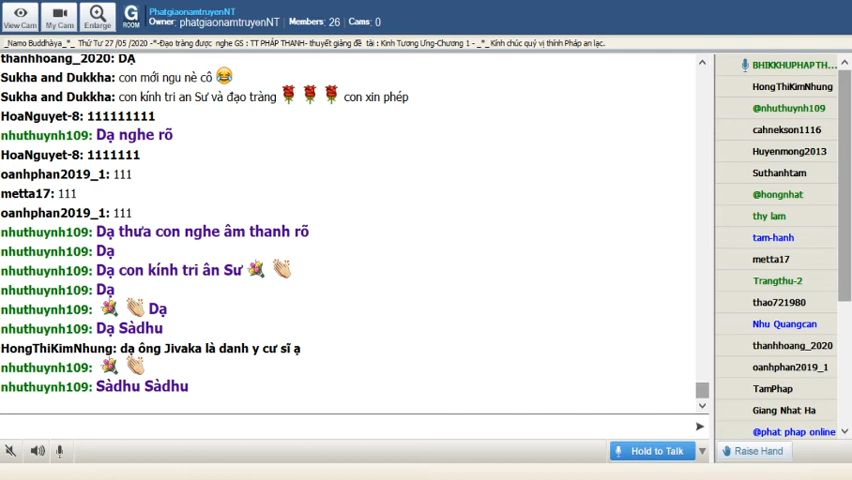 View Cam
My Cam
Enlarge
G
ROOM
PhatgiaonamtruyenNT
Owner: phatgiaonamtruyenNT Members: 26 Cams: 0
_Namo Buddhàya_*_ Thứ Tư 27 /05 /2020 -*-Đạo tràng được nghe GS : TT PHÁP THANH- thuyết giảng đề tài : Kinh Tương Ưng-Chương 1 - _*_ Kính chúc quý vị thính Pháp an lạc.
thanhhoang_2020: DẠ
Sukha and Dukkha: con mới ngu nè cô 😂
Sukha and Dukkha: con kính tri an Sư và đạo tràng 🌹 🌹 🌹 con xin phép
HoaNguyet-8: 111111111
nhuthuynh109: Dạ nghe rõ
HoaNguyet-8: 1111111
oanhphan2019_1: 111
metta17: 111
oanhphan2019_1: 111
nhuthuynh109: Dạ thưa con nghe âm thanh rõ
nhuthuynh109: Dạ
nhuthuynh109: Dạ con kính tri ân Sư 💐 👏
nhuthuynh109: Dạ
nhuthuynh109: 💐 👏 Dạ
nhuthuynh109: Dạ Sàdhu
HongThiKimNhung: dạ ông Jivaka là danh y cư sĩ ạ
nhuthuynh109: 💐 👏
nhuthuynh109: Sàdhu Sàdhu
Hold to Talk
BHIKKHUPHAPTH...
HongThiKimNhung
@nhuthuynh109
cahnekson1116
Huyenmong2013
Suthanhtam
@hongnhat
thy lam
tam-hanh
metta17
Trangthu-2
thao721980
Nhu Quangcan
thanhhoang_2020
oanhphan2019_1
TamPhap
Giang Nhat Ha
@phat phap online
Raise Hand